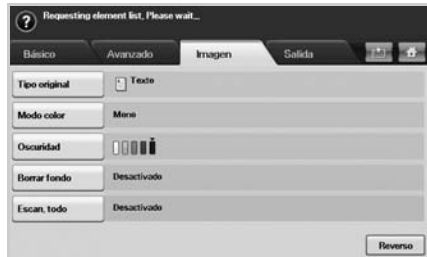 Requesting element list, Please wait...
Básico Avanzado Imagen Salida
Tipo original Texto
Modo color Mono
Oscuridad
Borrar fondo Desactivado
Escan, todo Desactivado
Reverso